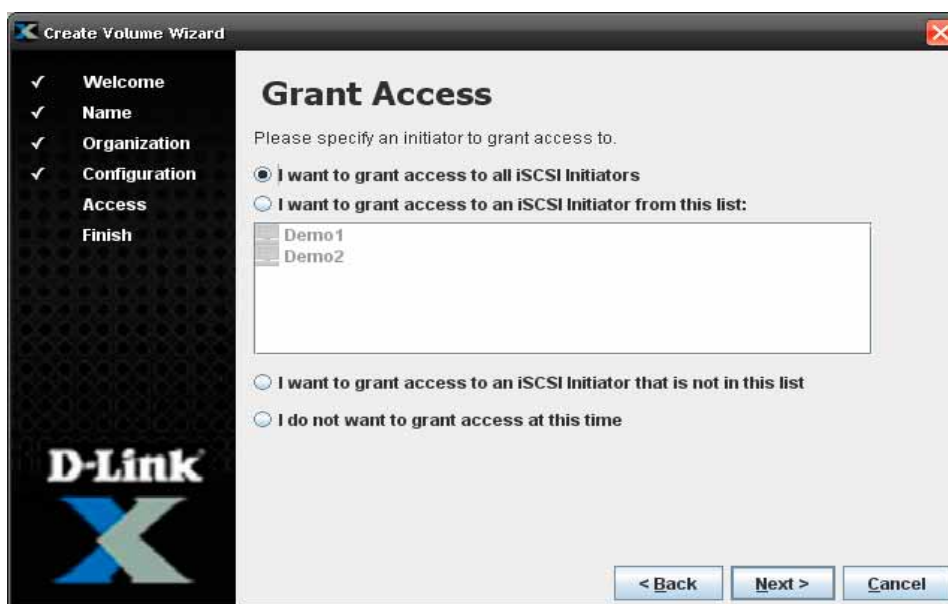 Create Volume Wizard
✓ Welcome
✓ Name
✓ Organization
✓ Configuration
Access
Finish
D-Link
Grant Access
Please specify an initiator to grant access to.
I want to grant access to all iSCSI Initiators
I want to grant access to an iSCSI Initiator from this list:
Demo1
Demo2
I want to grant access to an iSCSI Initiator that is not in this list
I do not want to grant access at this time
< Back
Next >
Cancel